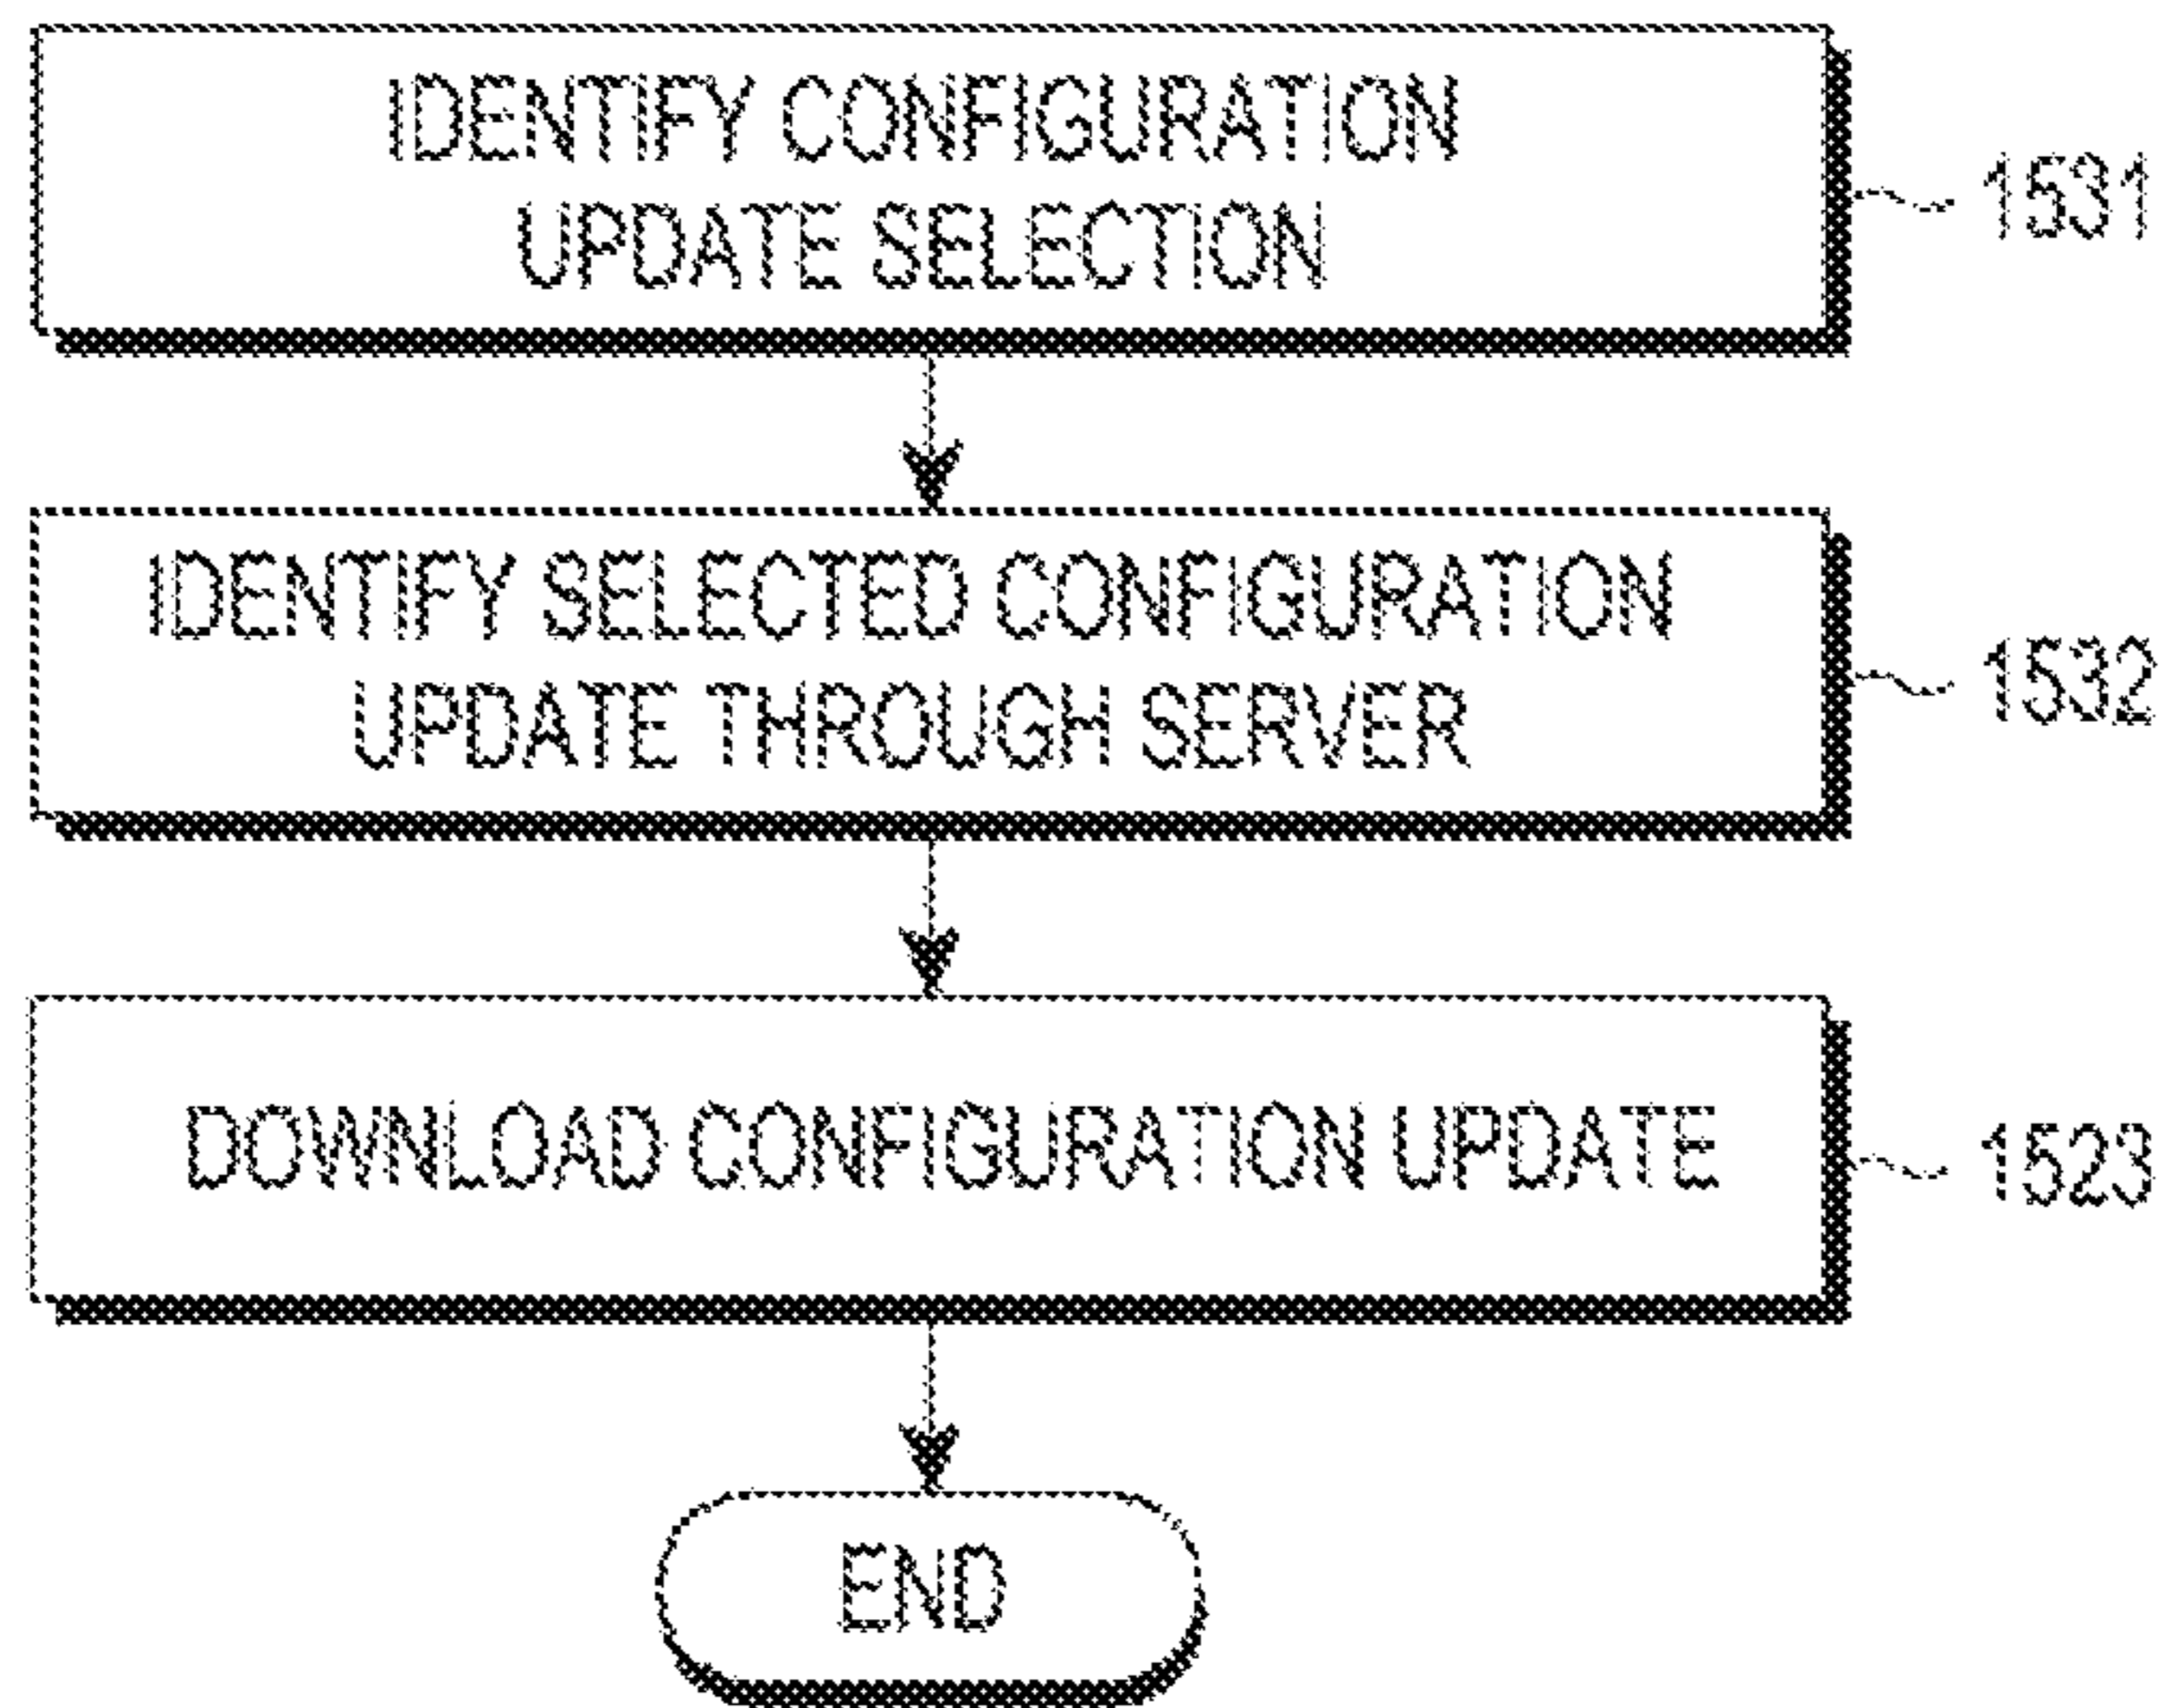 IDENTIFY CONFIGURATION
UPDATE SELECTION
1531
IDENTIFY SELECTED CONFIGURATION
UPDATE THROUGH SERVER
1532
DOWNLOAD CONFIGURATION UPDATE
1523
END